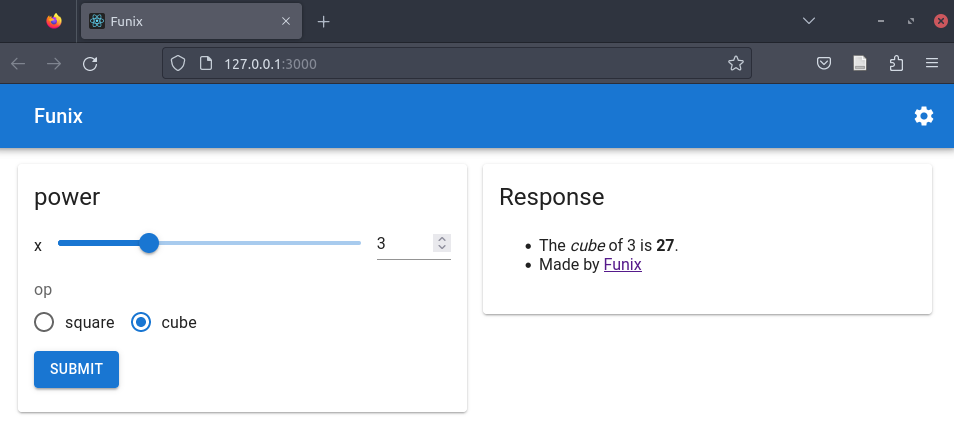 Funix
127.0.0.1:3000
Funix
power
x
3
op
square
cube
SUBMIT
Response
The cube of 3 is 27.
Made by Funix